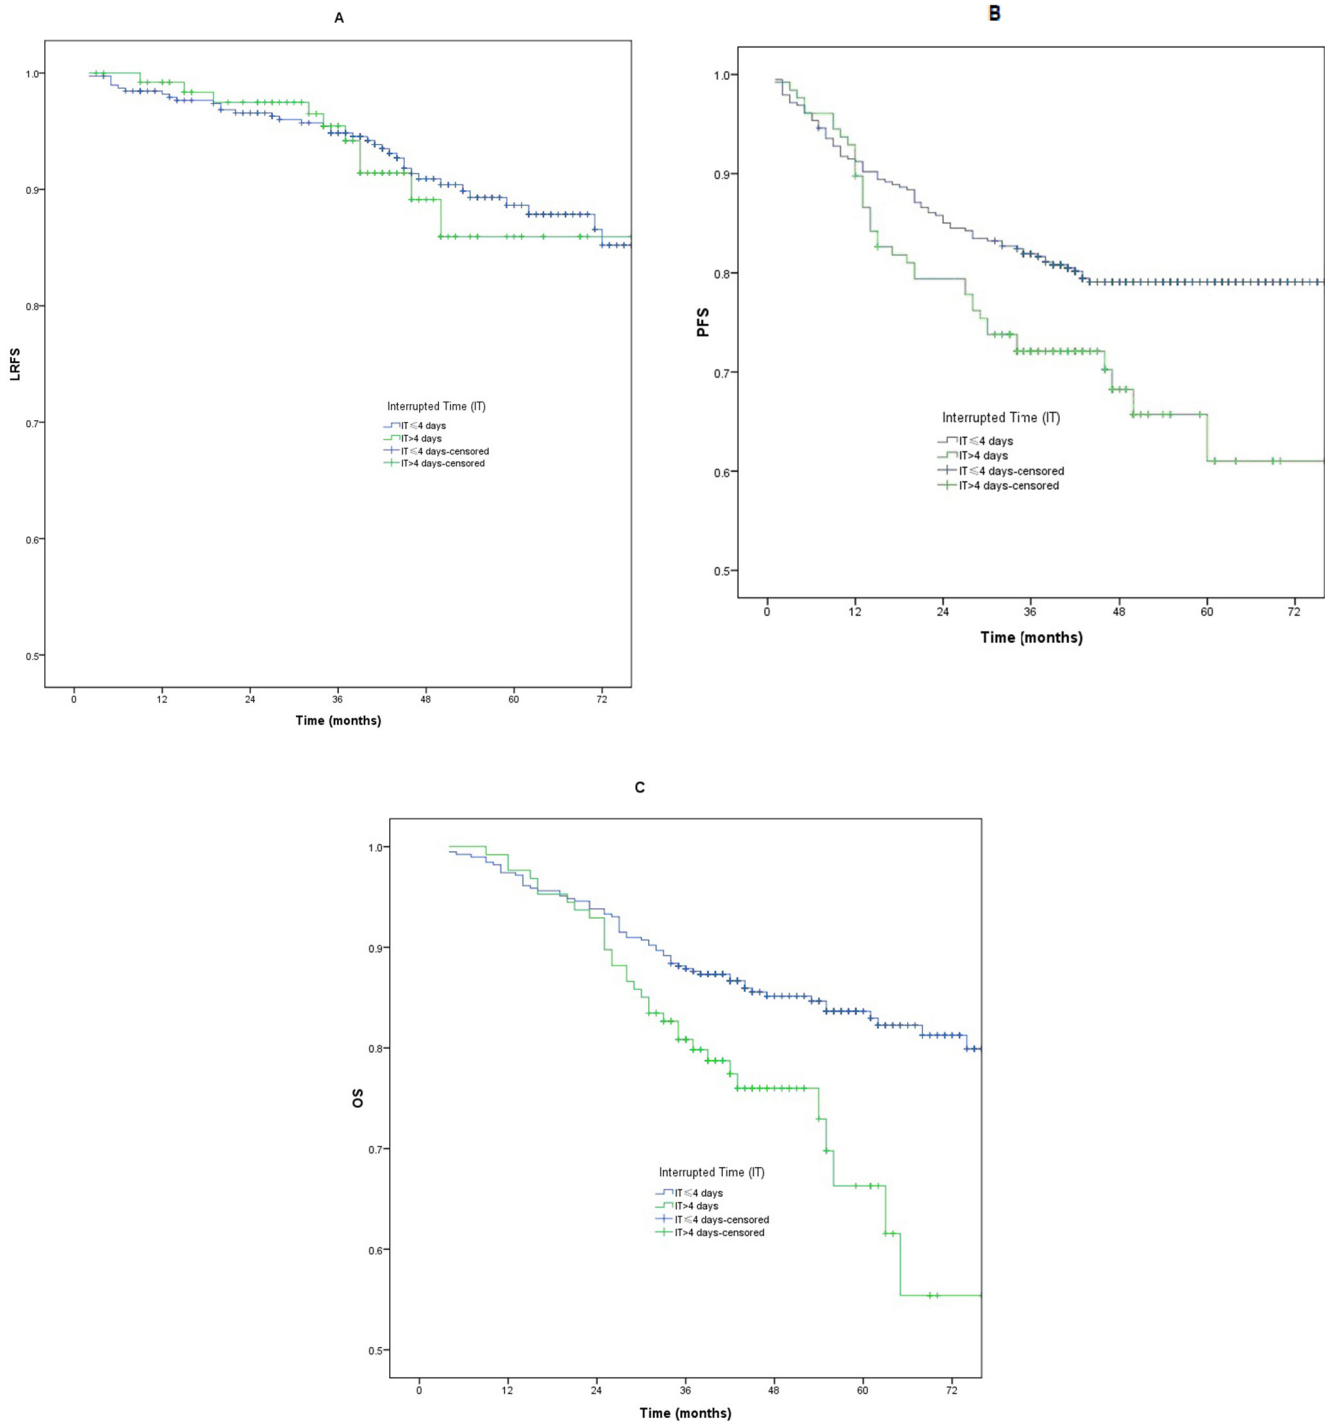 A
1.0
0.9
0.8
0.7
0.6
0.5
LRFS
Interrupted Time (IT)
IT≤4 days
IT>4 days
IT≤4 days-censored
IT>4 days-censored
0 12 24 36 48 60 72
Time (months)
B
1.0
0.9
0.8
0.7
0.6
0.5
PFS
Interrupted Time (IT)
IT≤4 days
IT>4 days
IT≤4 days-censored
IT>4 days-censored
0 12 24 36 48 60 72
Time (months)
C
1.0
0.9
0.8
0.7
0.6
0.5
OS
Interrupted Time (IT)
IT≤4 days
IT>4 days
IT≤4 days-censored
IT>4 days-censored
0 12 24 36 48 60 72
Time (months)